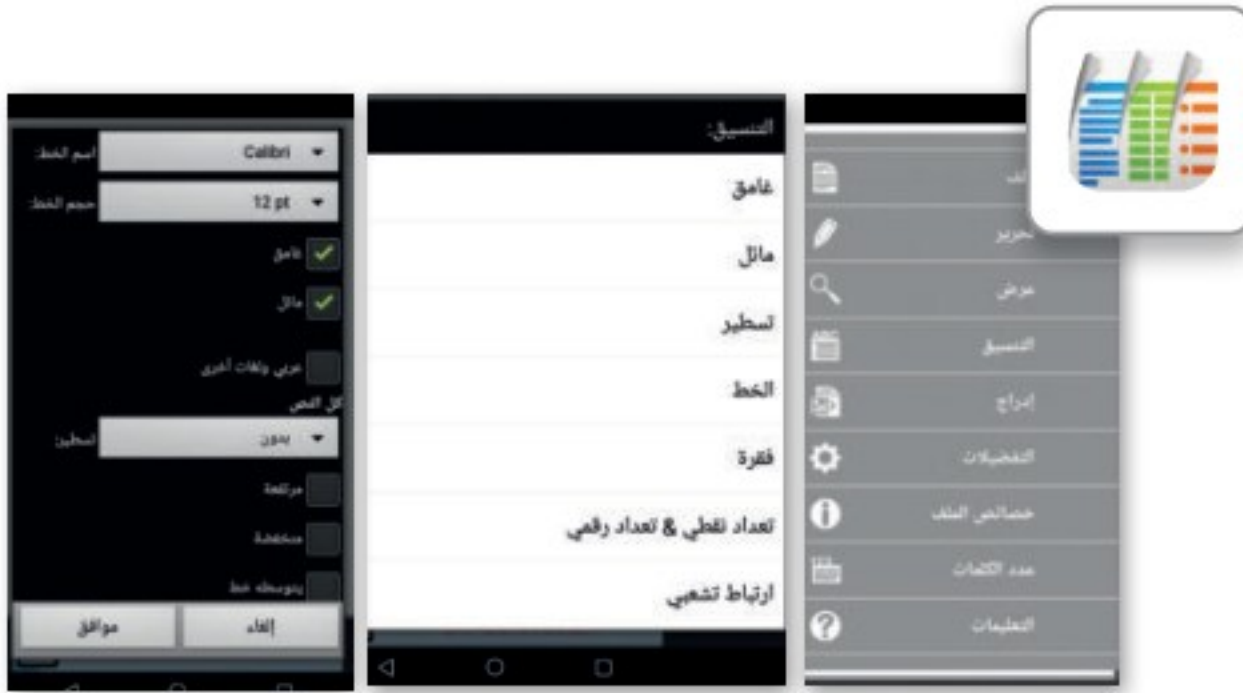 ملف
تحرير
عرض
التنسيق
إدراج
التفضيلات
خصائص الملف
عدد الكلمات
التعليمات
التنسيق:
غامق
مائل
تسطير
الخط
فقرة
تعداد نقطي & تعداد رقمي
ارتباط تشعبي
اسم الخط: Calibri
حجم الخط: 12 pt
غامق
مائل
عربي ولغات أخرى
كل النص
تسطير: بدون
مرتفعة
منخفضة
يتوسطه خط
موافق إلغاء